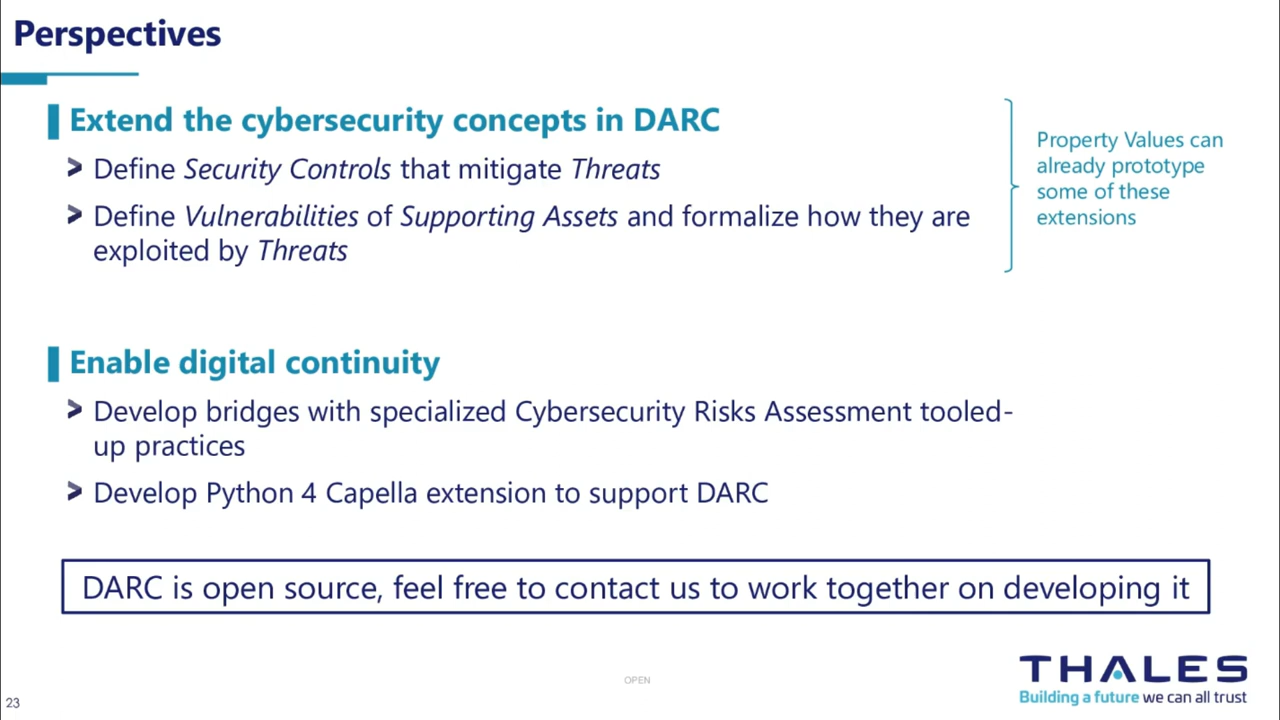 Perspectives
Extend the cybersecurity concepts in DARC
Define Security Controls that mitigate Threats
Define Vulnerabilities of Supporting Assets and formalize how they are
exploited by Threats
Property Values can
already prototype
some of these
extensions
Enable digital continuity
Develop bridges with specialized Cybersecurity Risks Assessment tooled-
up practices
Develop Python 4 Capella extension to support DARC
DARC is open source, feel free to contact us to work together on developing it
THALES
Building a future we can all trust
OPEN
23